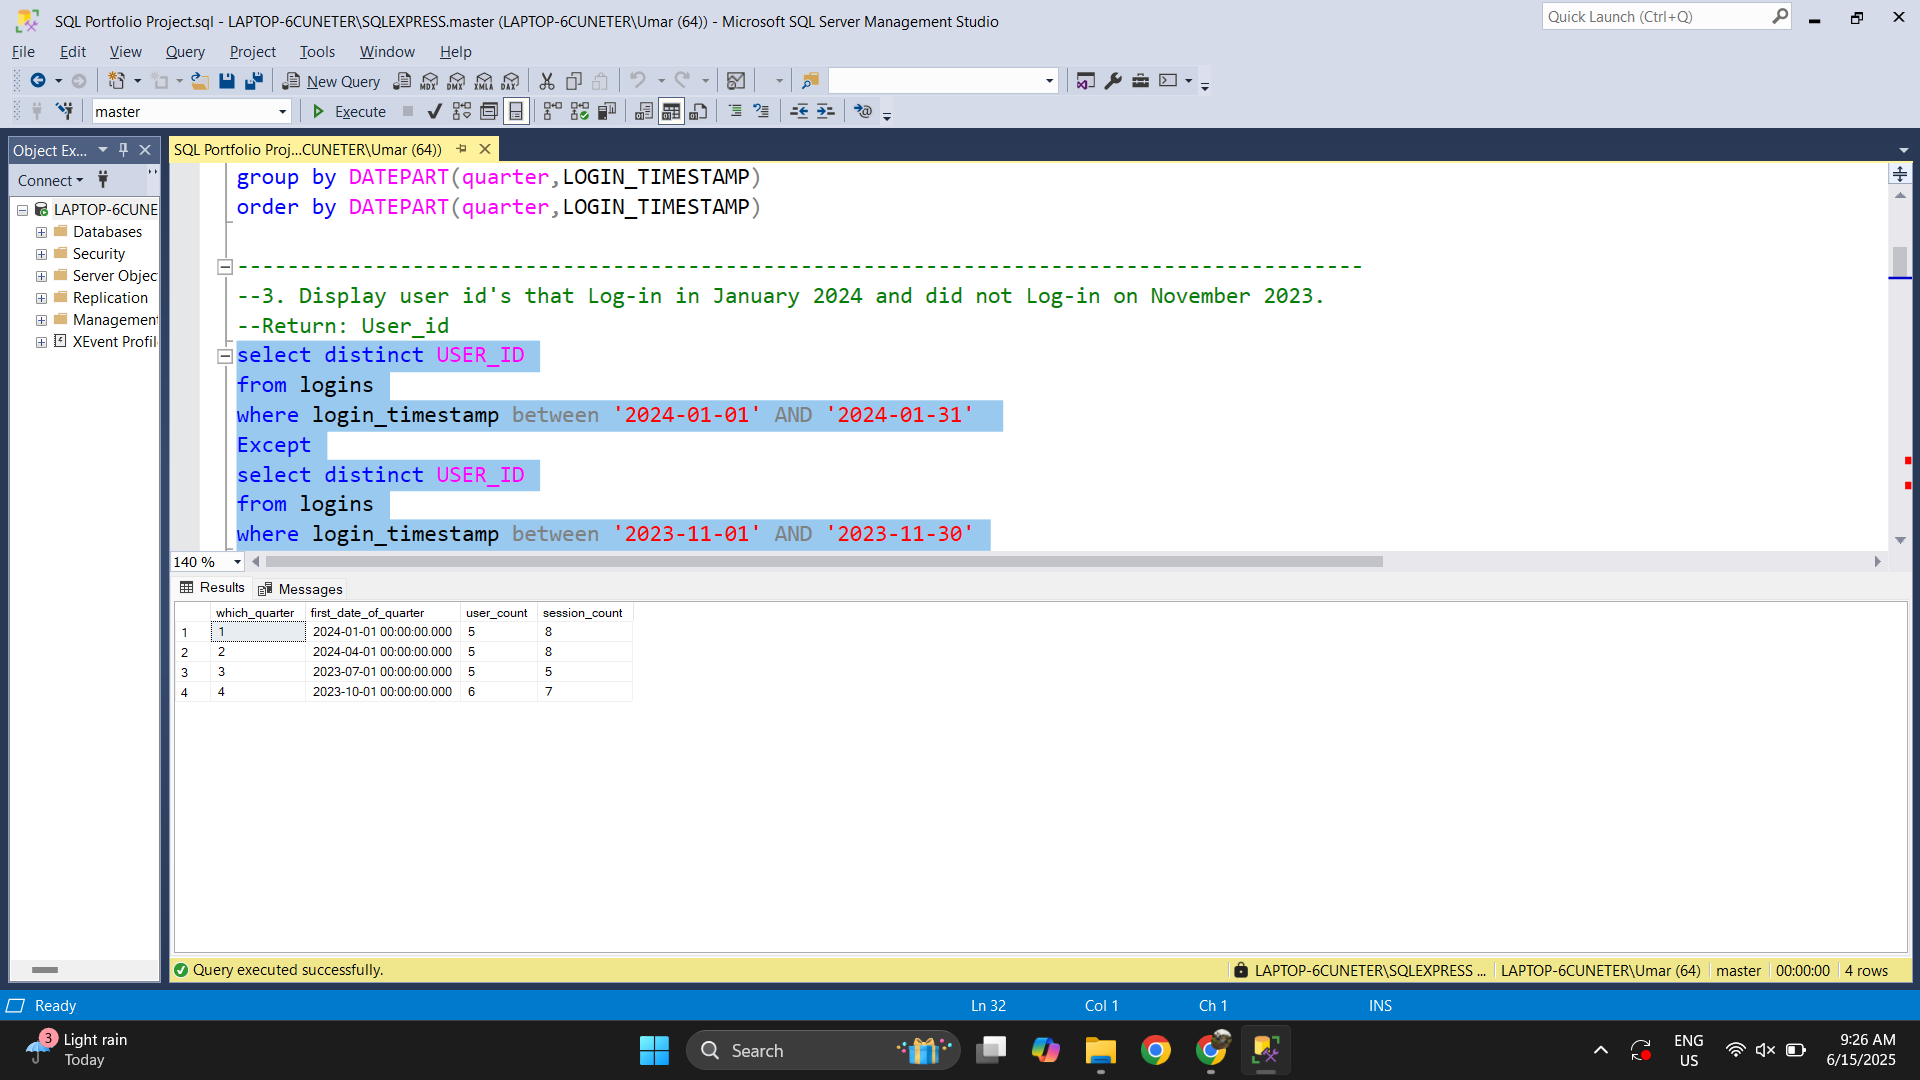 SQL Portfolio Project.sql - LAPTOP-6CUNETER\SQLEXPRESS.master (LAPTOP-6CUNETER\Umar (64)) - Microsoft SQL Server Management Studio
Quick Launch (Ctrl+Q)
File Edit View Query Project Tools Window Help
New Query
MDX DMX XMLA DAX
master
Execute
Object Ex...
SQL Portfolio Proj...CUNETER\Umar (64))
Connect
LAPTOP-6CUNE
Databases
Security
Server Objec
Replication
Management
XEvent Profil
group by DATEPART(quarter,LOGIN_TIMESTAMP)
order by DATEPART(quarter,LOGIN_TIMESTAMP)
------------------------------------------------------------------------------------------
--3. Display user id's that Log-in in January 2024 and did not Log-in on November 2023.
--Return: User_id
select distinct USER_ID
from logins
where login_timestamp between '2024-01-01' AND '2024-01-31'
Except
select distinct USER_ID
from logins
where login_timestamp between '2023-11-01' AND '2023-11-30'
140 %
Results Messages
which_quarter first_date_of_quarter user_count session_count
1 1 2024-01-01 00:00:00.000 5 8
2 2 2024-04-01 00:00:00.000 5 8
3 3 2023-07-01 00:00:00.000 5 5
4 4 2023-10-01 00:00:00.000 6 7
Query executed successfully.
LAPTOP-6CUNETER\SQLEXPRESS ... LAPTOP-6CUNETER\Umar (64) master 00:00:00 4 rows
Ready
Ln 32 Col 1 Ch 1 INS
3
Light rain
Today
Search
ENG
US
9:26 AM
6/15/2025